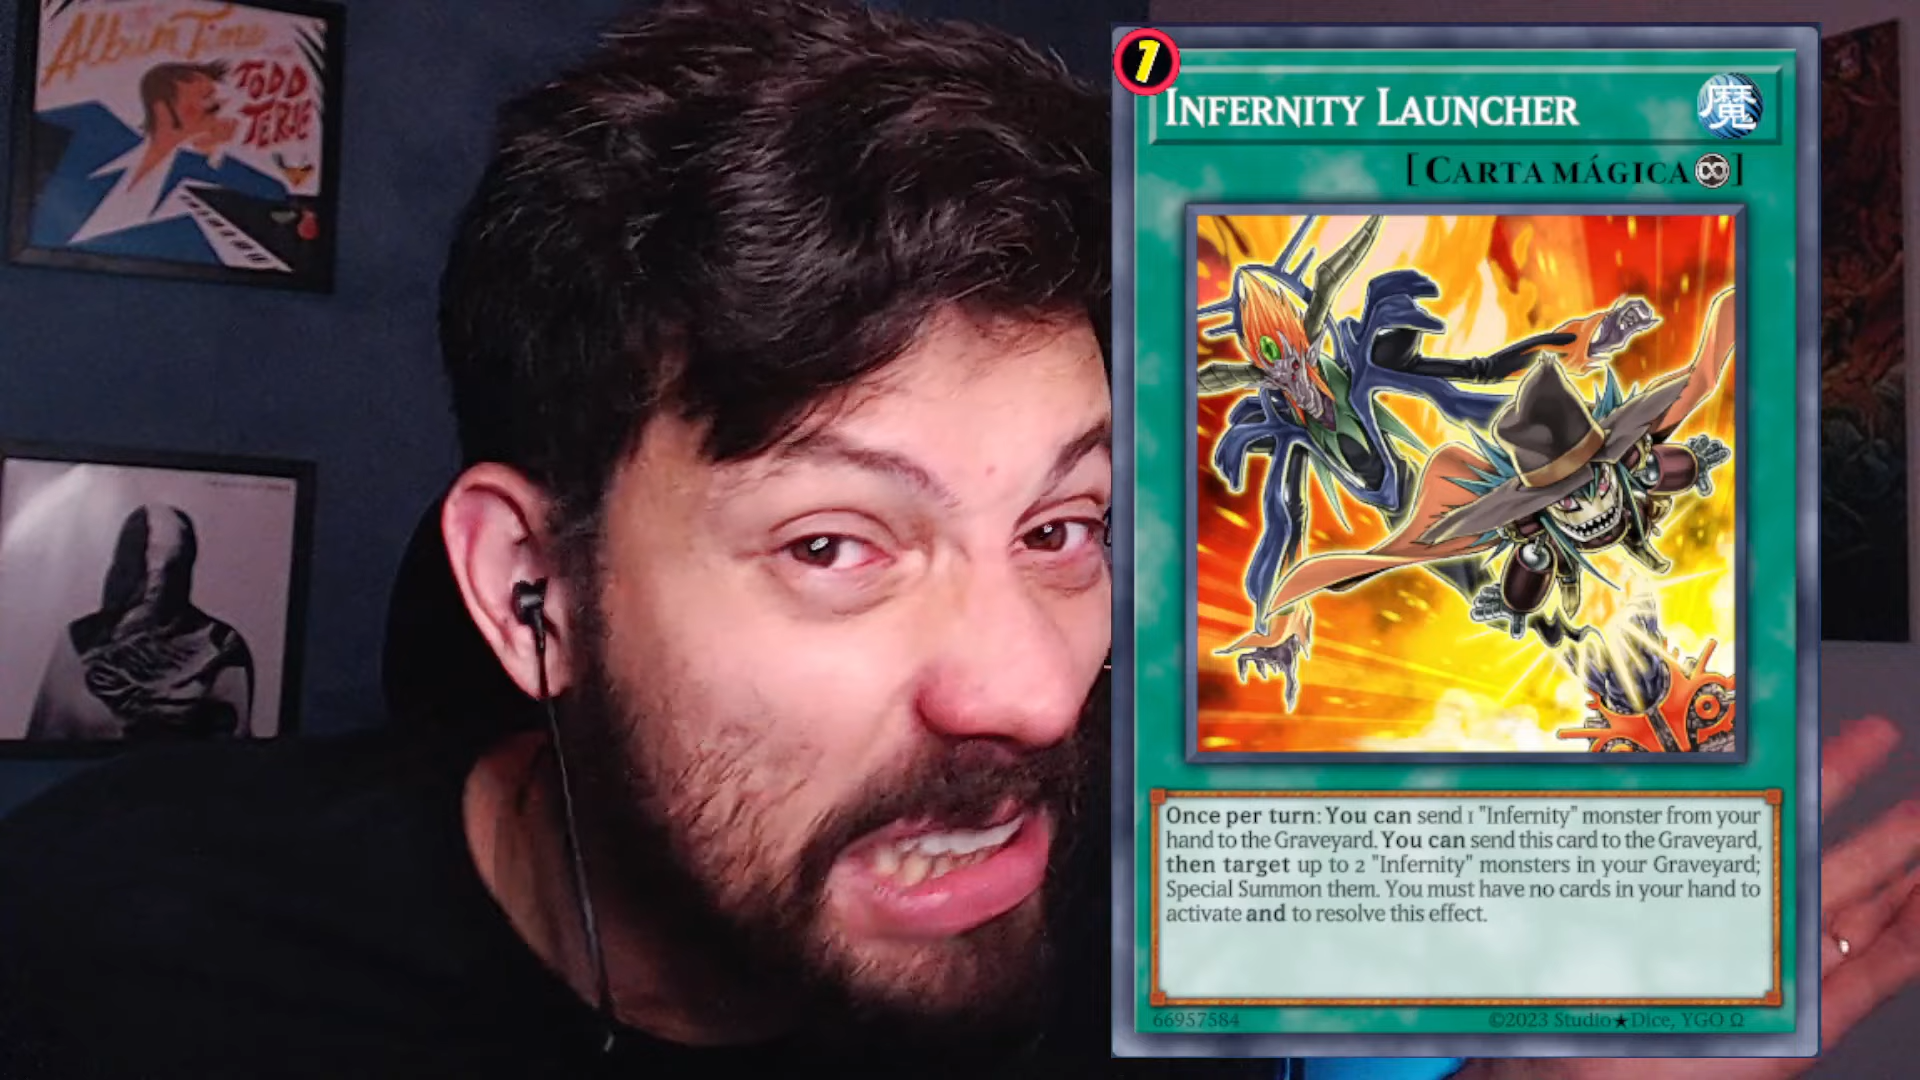 Album Time
TODD
TERJE
1
INFERNITY LAUNCHER
魔
[CARTA MÁGICA]
Once per turn: You can send 1 "Infernity" monster from your
hand to the Graveyard. You can send this card to the Graveyard,
then target up to 2 "Infernity" monsters in your Graveyard;
Special Summon them. You must have no cards in your hand to
activate and to resolve this effect.
66957584
©2023 Studio★Dice, YGO Ω